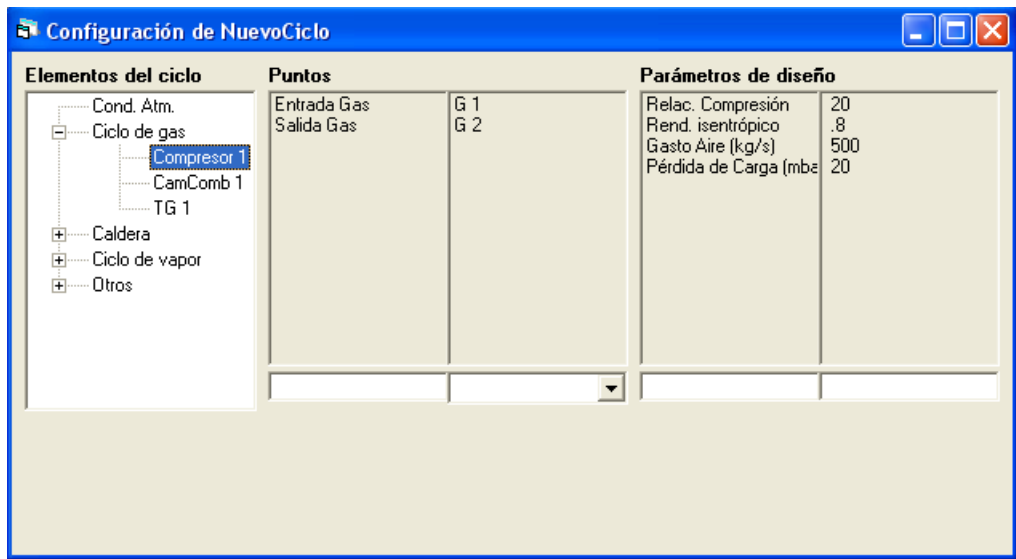 Configuración de NuevoCiclo
Elementos del ciclo
Cond. Atm.
Ciclo de gas
Compresor 1
CamComb 1
TG 1
Caldera
Ciclo de vapor
Otros
Puntos
Entrada Gas G 1
Salida Gas G 2
Parámetros de diseño
Relac. Compresión 20
Rend. isentrópico .8
Gasto Aire (kg/s) 500
Pérdida de Carga (mba 20